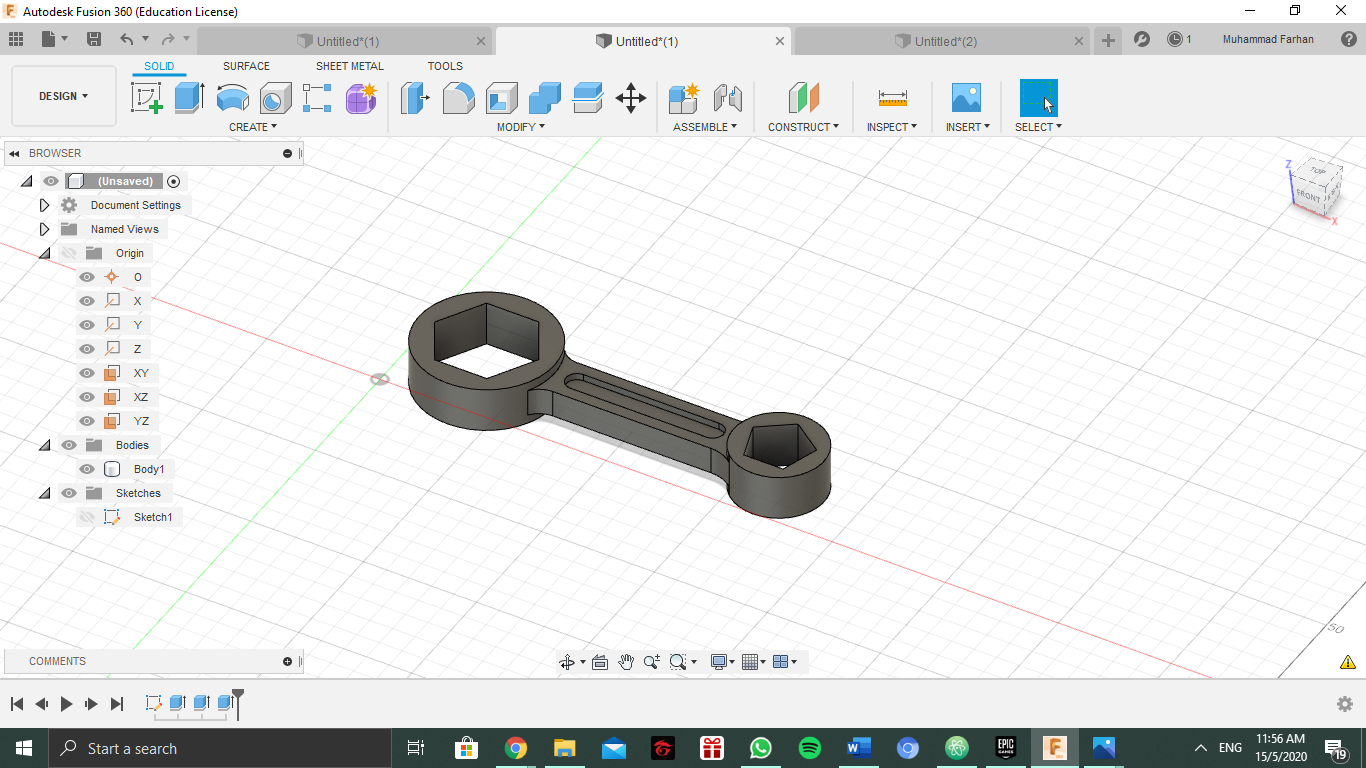 Autodesk Fusion 360 (Education License)
Untitled*(1)
Untitled*(1)
Untitled*(2)
1
Muhammad Farhan
DESIGN
SOLID
SURFACE
SHEET METAL
TOOLS
CREATE
MODIFY
ASSEMBLE
CONSTRUCT
INSPECT
INSERT
SELECT
BROWSER
(Unsaved)
Document Settings
Named Views
Origin
O
X
Y
Z
XY
XZ
YZ
Bodies
Body1
Sketches
Sketch1
Z
TOP
FRONT
X
50
COMMENTS
Start a search
EPIC
GAMES
ENG
11:56 AM
15/5/2020
19